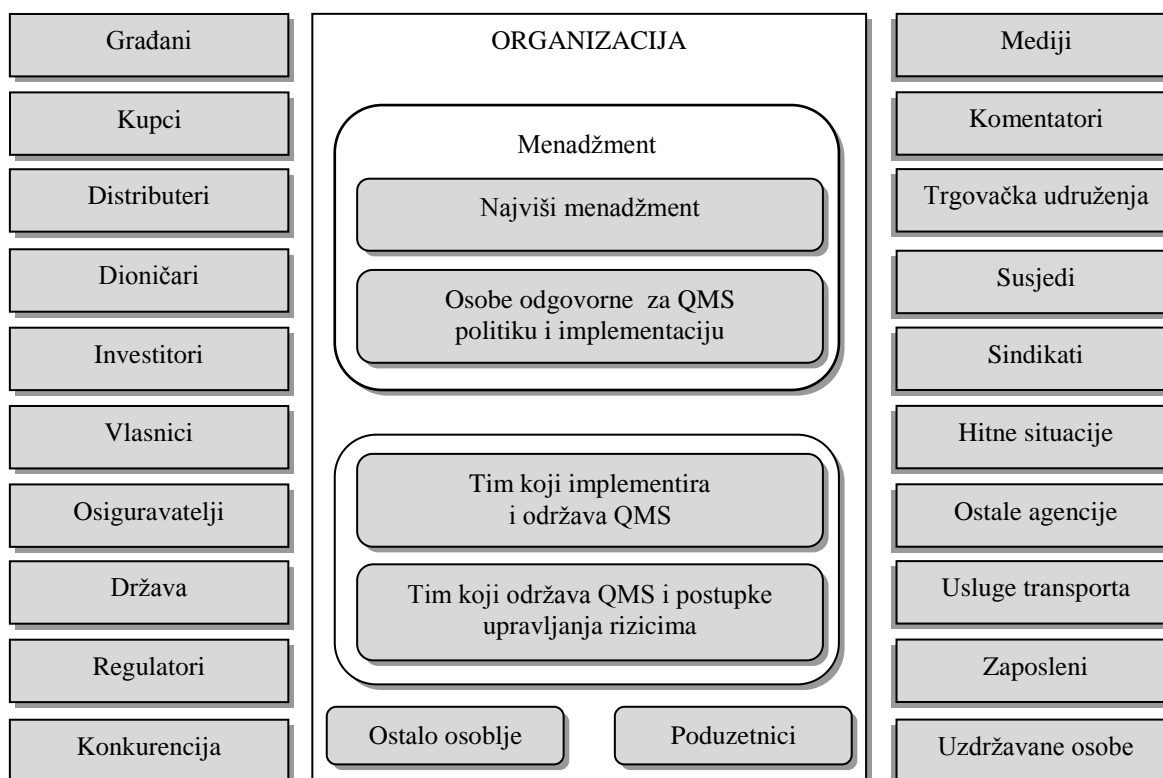 Građani
Kupci
Distributeri
Dioničari
Investitori
Vlasnici
Osiguravatelji
Država
Regulatori
Konkurencija
ORGANIZACIJA
Menadžment
Najviši menadžment
Osobe odgovorne za QMS
politiku i implementaciju
Tim koji implementira
i održava QMS
Tim koji održava QMS i postupke
upravljanja rizicima
Ostalo osoblje
Poduzetnici
Mediji
Komentatori
Trgovačka udruženja
Susjedi
Sindikati
Hitne situacije
Ostale agencije
Usluge transporta
Zaposleni
Uzdržavane osobe